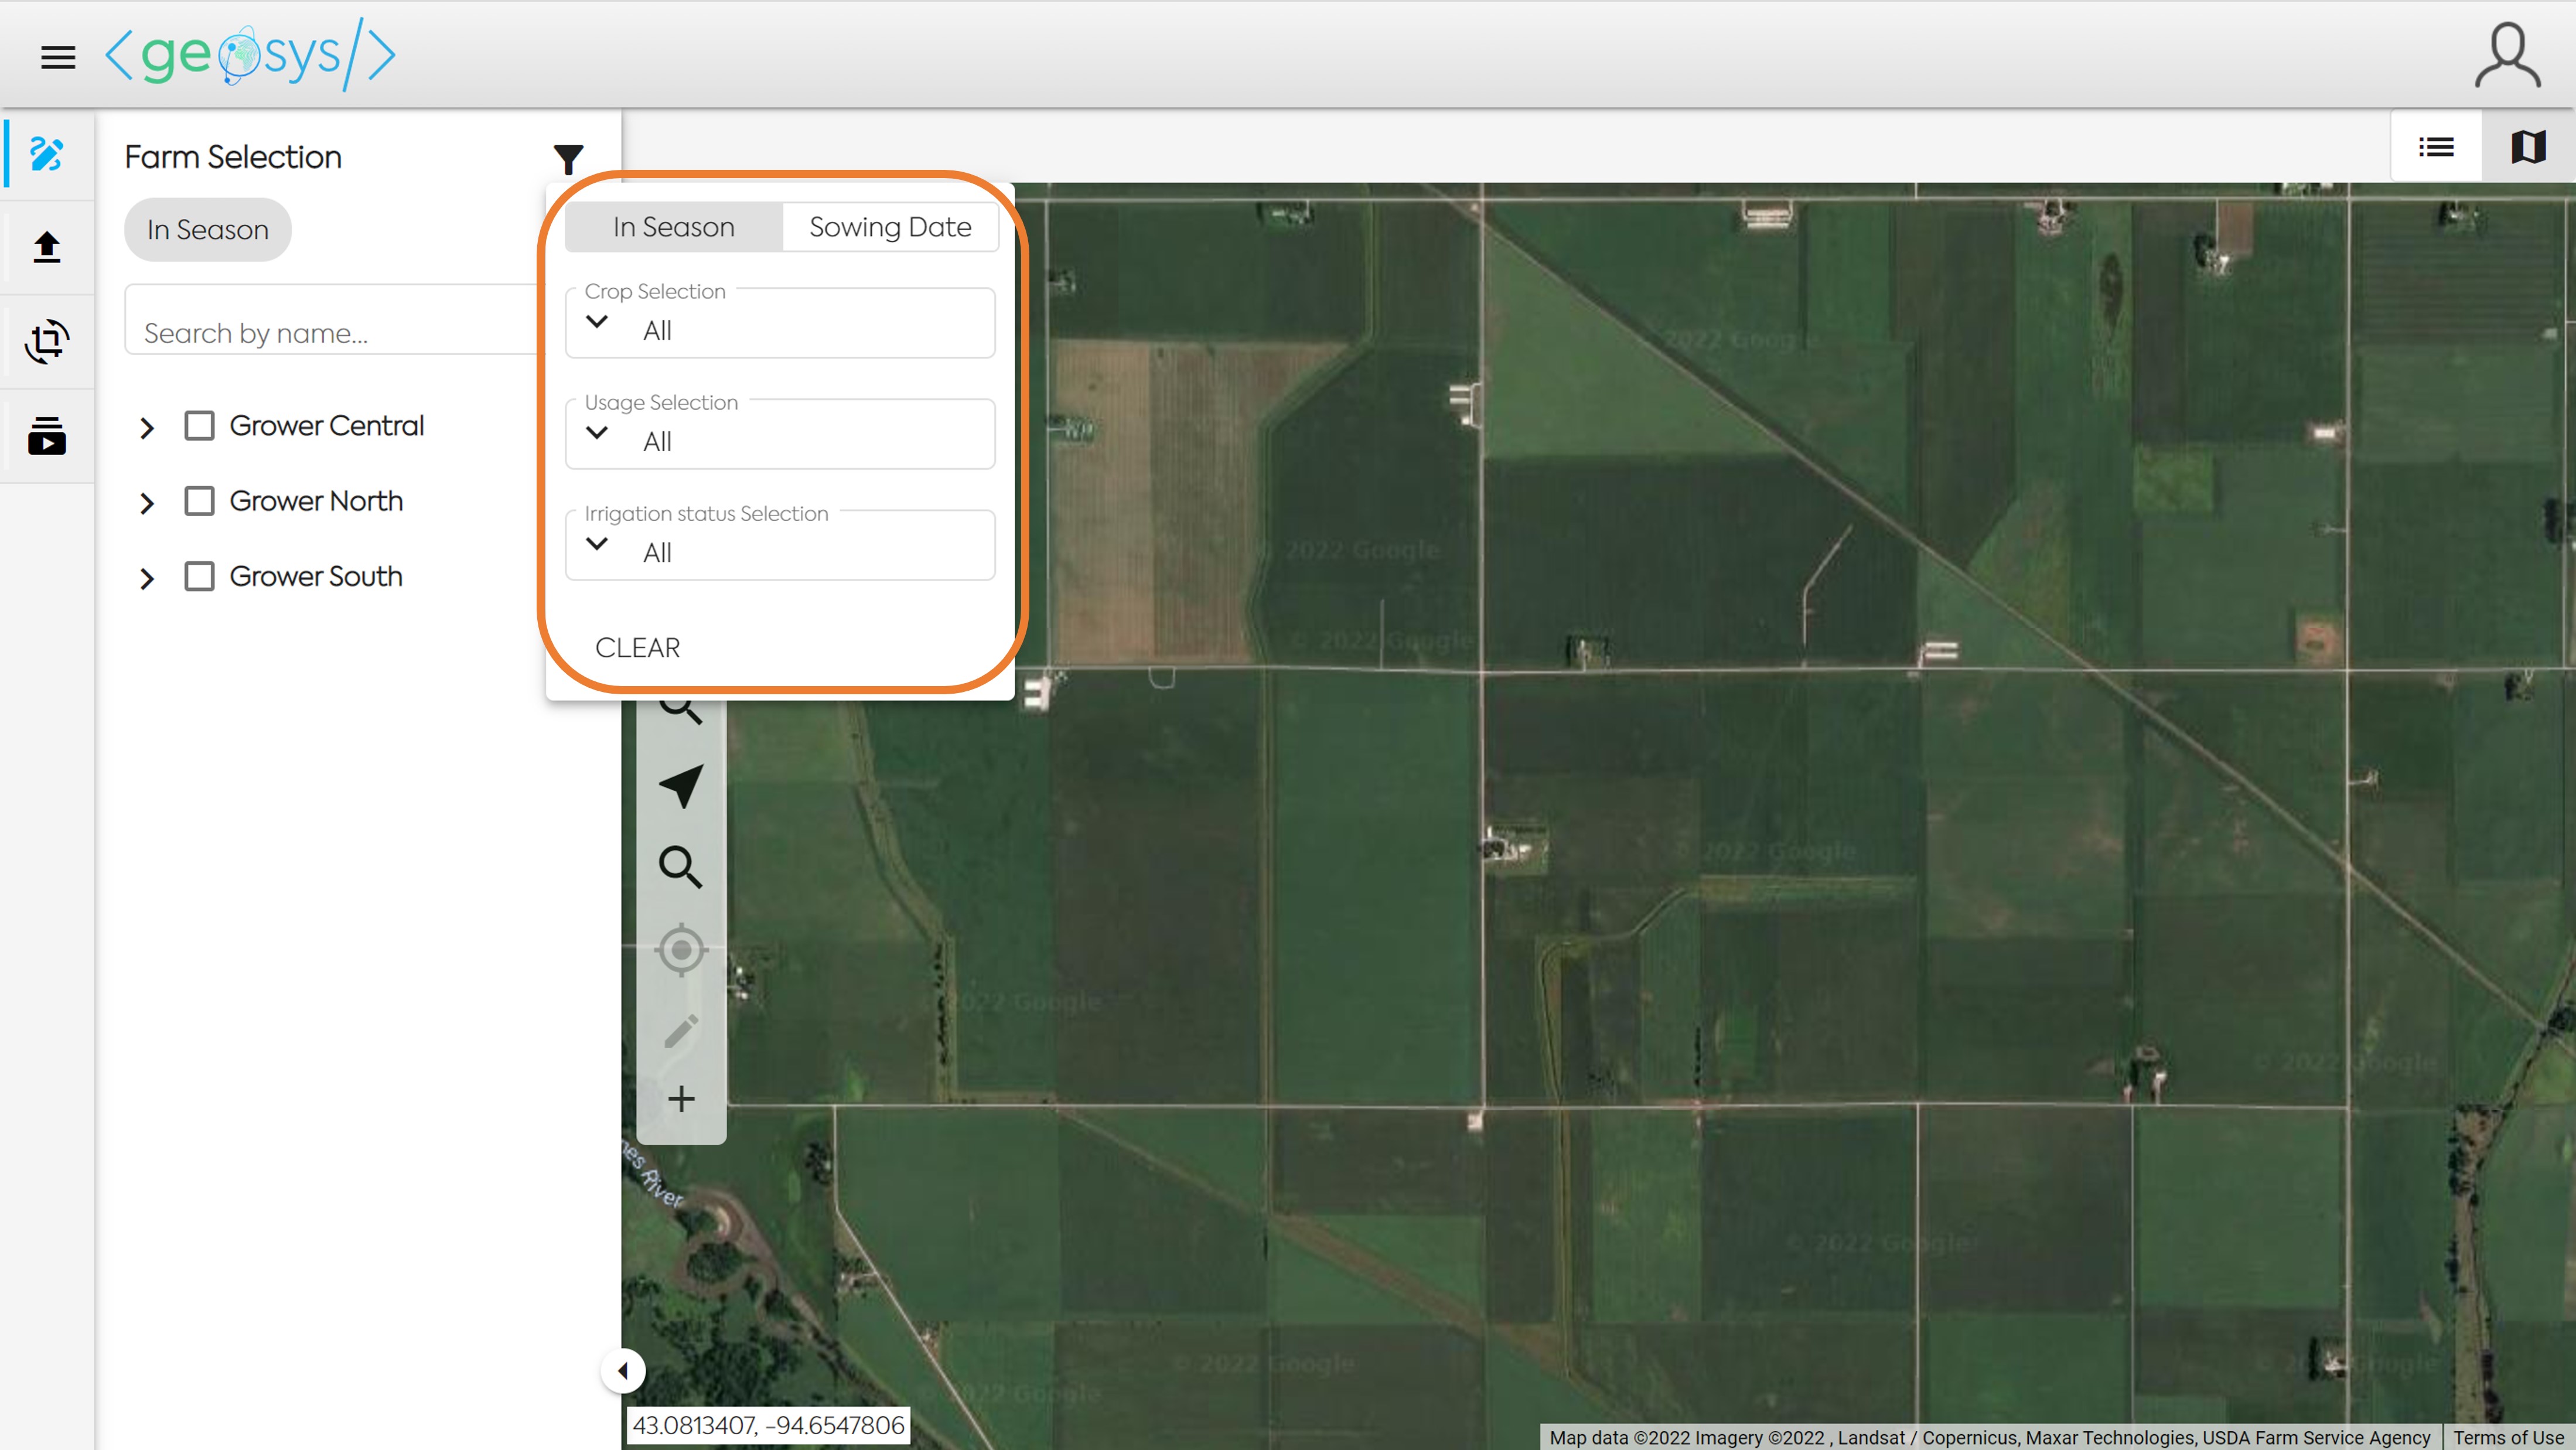 <geosys/>
Farm Selection
In Season
Search by name...
Grower Central
Grower North
Grower South
In Season
Sowing Date
Crop Selection
All
Usage Selection
All
Irrigation status Selection
All
CLEAR
2022 Google
2022 Google
© 2022 Google
© 2022 Google
2022 Google
© 2022 Google
© 2022 Google
© 2022 Google
2022 Google
Google
River
43.0813407, -94.6547806
Map data ©2022 Imagery ©2022 , Landsat / Copernicus, Maxar Technologies, USDA Farm Service Agency
Terms of Use